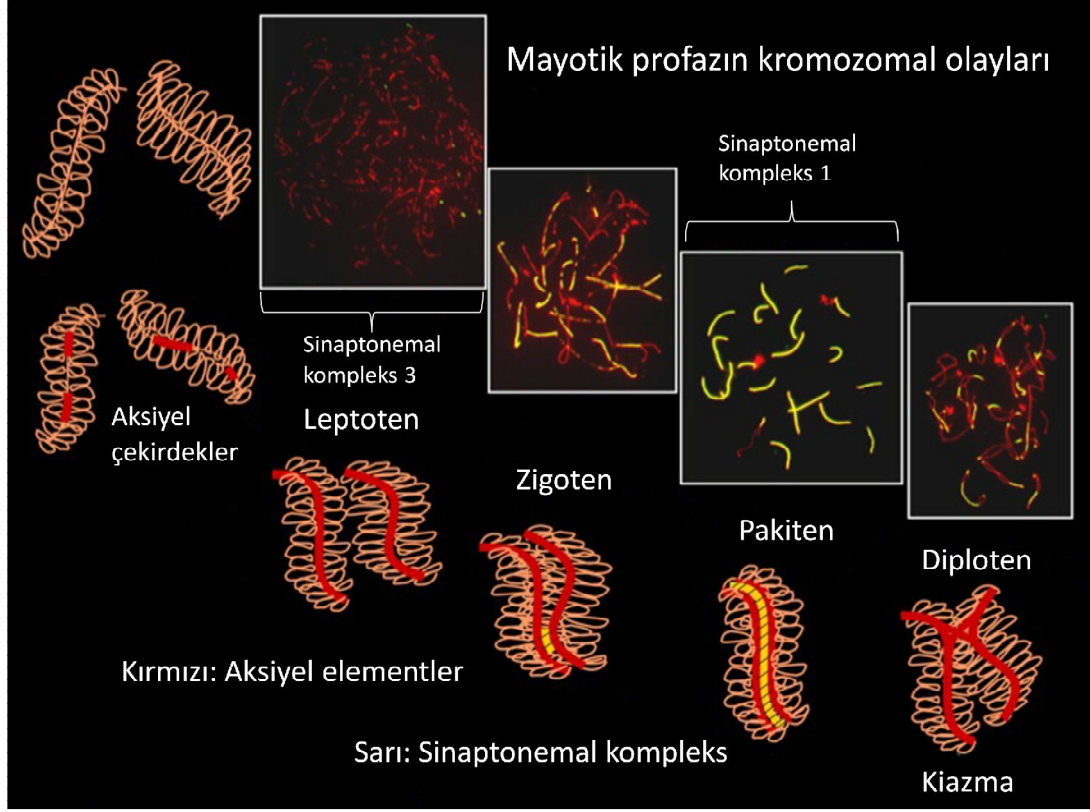 Mayotik profazın kromozomal olayları
Sinaptonemal
kompleks 1
Sinaptonemal
kompleks 3
Aksiyel
çekirdekler
Leptoten
Zigoten
Pakiten
Diploten
Kırmızı: Aksiyel elementler
Sarı: Sinaptonemal kompleks
Kiazma